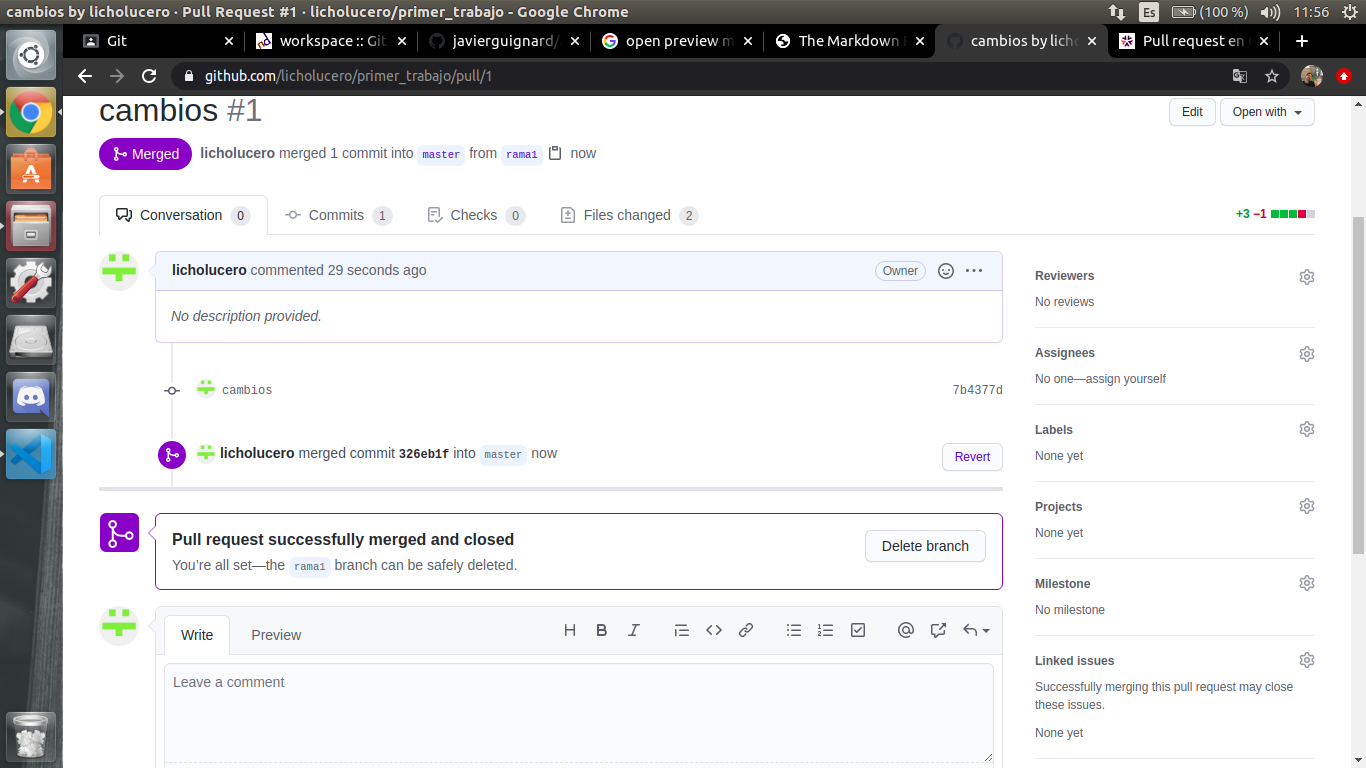 cambios by licholucero · Pull Request #1 · licholucero/primer_trabajo - Google Chrome
Es
(100 %)
11:56
Git
workspace :: Git
javierguignard/
open preview m
The Markdown
cambios by licho
Pull request en
github.com/licholucero/primer_trabajo/pull/1
cambios #1
Edit
Open with
Merged
licholucero merged 1 commit into master from rama1 now
Conversation 0
Commits 1
Checks 0
Files changed 2
+3 −1
licholucero commented 29 seconds ago
Owner
No description provided.
cambios
7b4377d
licholucero merged commit 326eb1f into master now
Revert
Pull request successfully merged and closed
You’re all set—the rama1 branch can be safely deleted.
Delete branch
Write
Preview
Leave a comment
Reviewers
No reviews
Assignees
No one—assign yourself
Labels
None yet
Projects
None yet
Milestone
No milestone
Linked issues
Successfully merging this pull request may close
these issues.
None yet